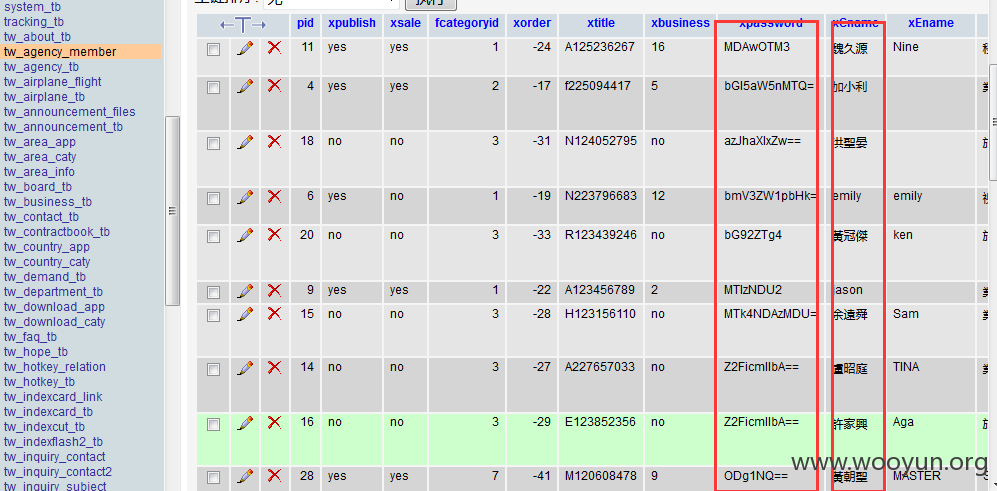 system_tb
tracking_tb
tw_about_tb
tw_agency_member
tw_agency_tb
tw_airplane_flight
tw_airplane_tb
tw_announcement_files
tw_announcement_tb
tw_area_app
tw_area_caty
tw_area_info
tw_board_tb
tw_business_tb
tw_contact_tb
tw_contractbook_tb
tw_country_app
tw_country_caty
tw_demand_tb
tw_department_tb
tw_download_app
tw_download_caty
tw_faq_tb
tw_hope_tb
tw_hotkey_relation
tw_hotkey_tb
tw_indexcard_link
tw_indexcard_tb
tw_indexcut_tb
tw_indexflash2_tb
tw_inquiry_contact
tw_inquiry_contact2
tw_inquiry_subject
pid xpublish xsale fcategoryid xorder xtitle xbusiness xpassword xCname xEname
11 yes yes 1 -24 A125236267 16 MDAwOTM3 魏久源 Nine
4 yes yes 2 -17 f225094417 5 bGl5aW5nMTQ= 加小利
18 no no 3 -31 N124052795 no 洪聖晏
6 yes no 1 -19 N223796683 12 bmV3ZW1pbHk= emily emily
20 no no 3 -33 R123439246 no bG92ZTg4 黃冠傑 ken
9 yes yes 1 -22 A123456789 2 MTIzNDU2 jason
15 no no 3 -28 H123156110 no MTk4NDAzMDU= 余遠舜 Sam
14 no no 3 -27 A227657033 no Z2FicmllbA== 盧昭庭 TINA
16 no no 3 -29 E123852356 no Z2FicmllbA== 許家興 Aga
28 yes yes 7 -41 M120608478 9 ODg1NQ== 黃朝聖 MASTER
www.wooyun.org